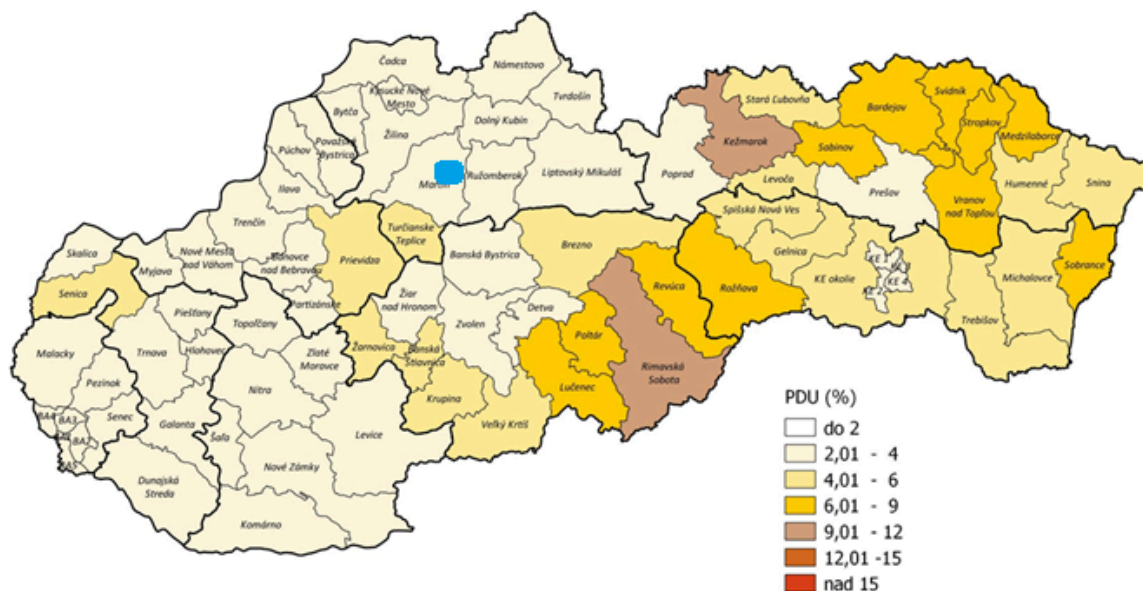 Čadca
Námestovo
Kysucké Nové
Mesto
Tvrdošín
Bytča
Dolný Kubín
Žilina
Považská
Bystrica
Púchov
Ružomberok
Liptovský Mikuláš
Ilava
Poprad
Kežmarok
Stará Ľubovňa
Bardejov
Svidník
Stropkov
Medzilaborce
Sabinov
Levoča
Prešov
Vranov
nad Topľou
Humenné
Snina
Trenčín
Turčianske
Teplice
Prievidza
Banská Bystrica
Brezno
Spišská Nová Ves
Gelnica
KE okolie
KE 1
KE 2
KE 4
Michalovce
Sobrance
Trebišov
Rožňava
Revúca
Skalica
Senica
Myjava
Nové Mesto
nad Váhom
Bánovce
nad Bebravou
Partizánske
Žiar
nad Hronom
Detva
Zvolen
Poltár
Rimavská
Sobota
Lučenec
Piešťany
Topoľčany
Žarnovica
Banská
Štiavnica
Malacky
Trnava
Hlohovec
Zlaté
Moravce
Krupina
Veľký Krtíš
Pezinok
Nitra
Levice
Senec
Galanta
Šaľa
BA4
BA3
BA2
BA5
Dunajská
Streda
Nové Zámky
Komárno
PDU (%)
do 2
2,01 - 4
4,01 - 6
6,01 - 9
9,01 - 12
12,01 -15
nad 15